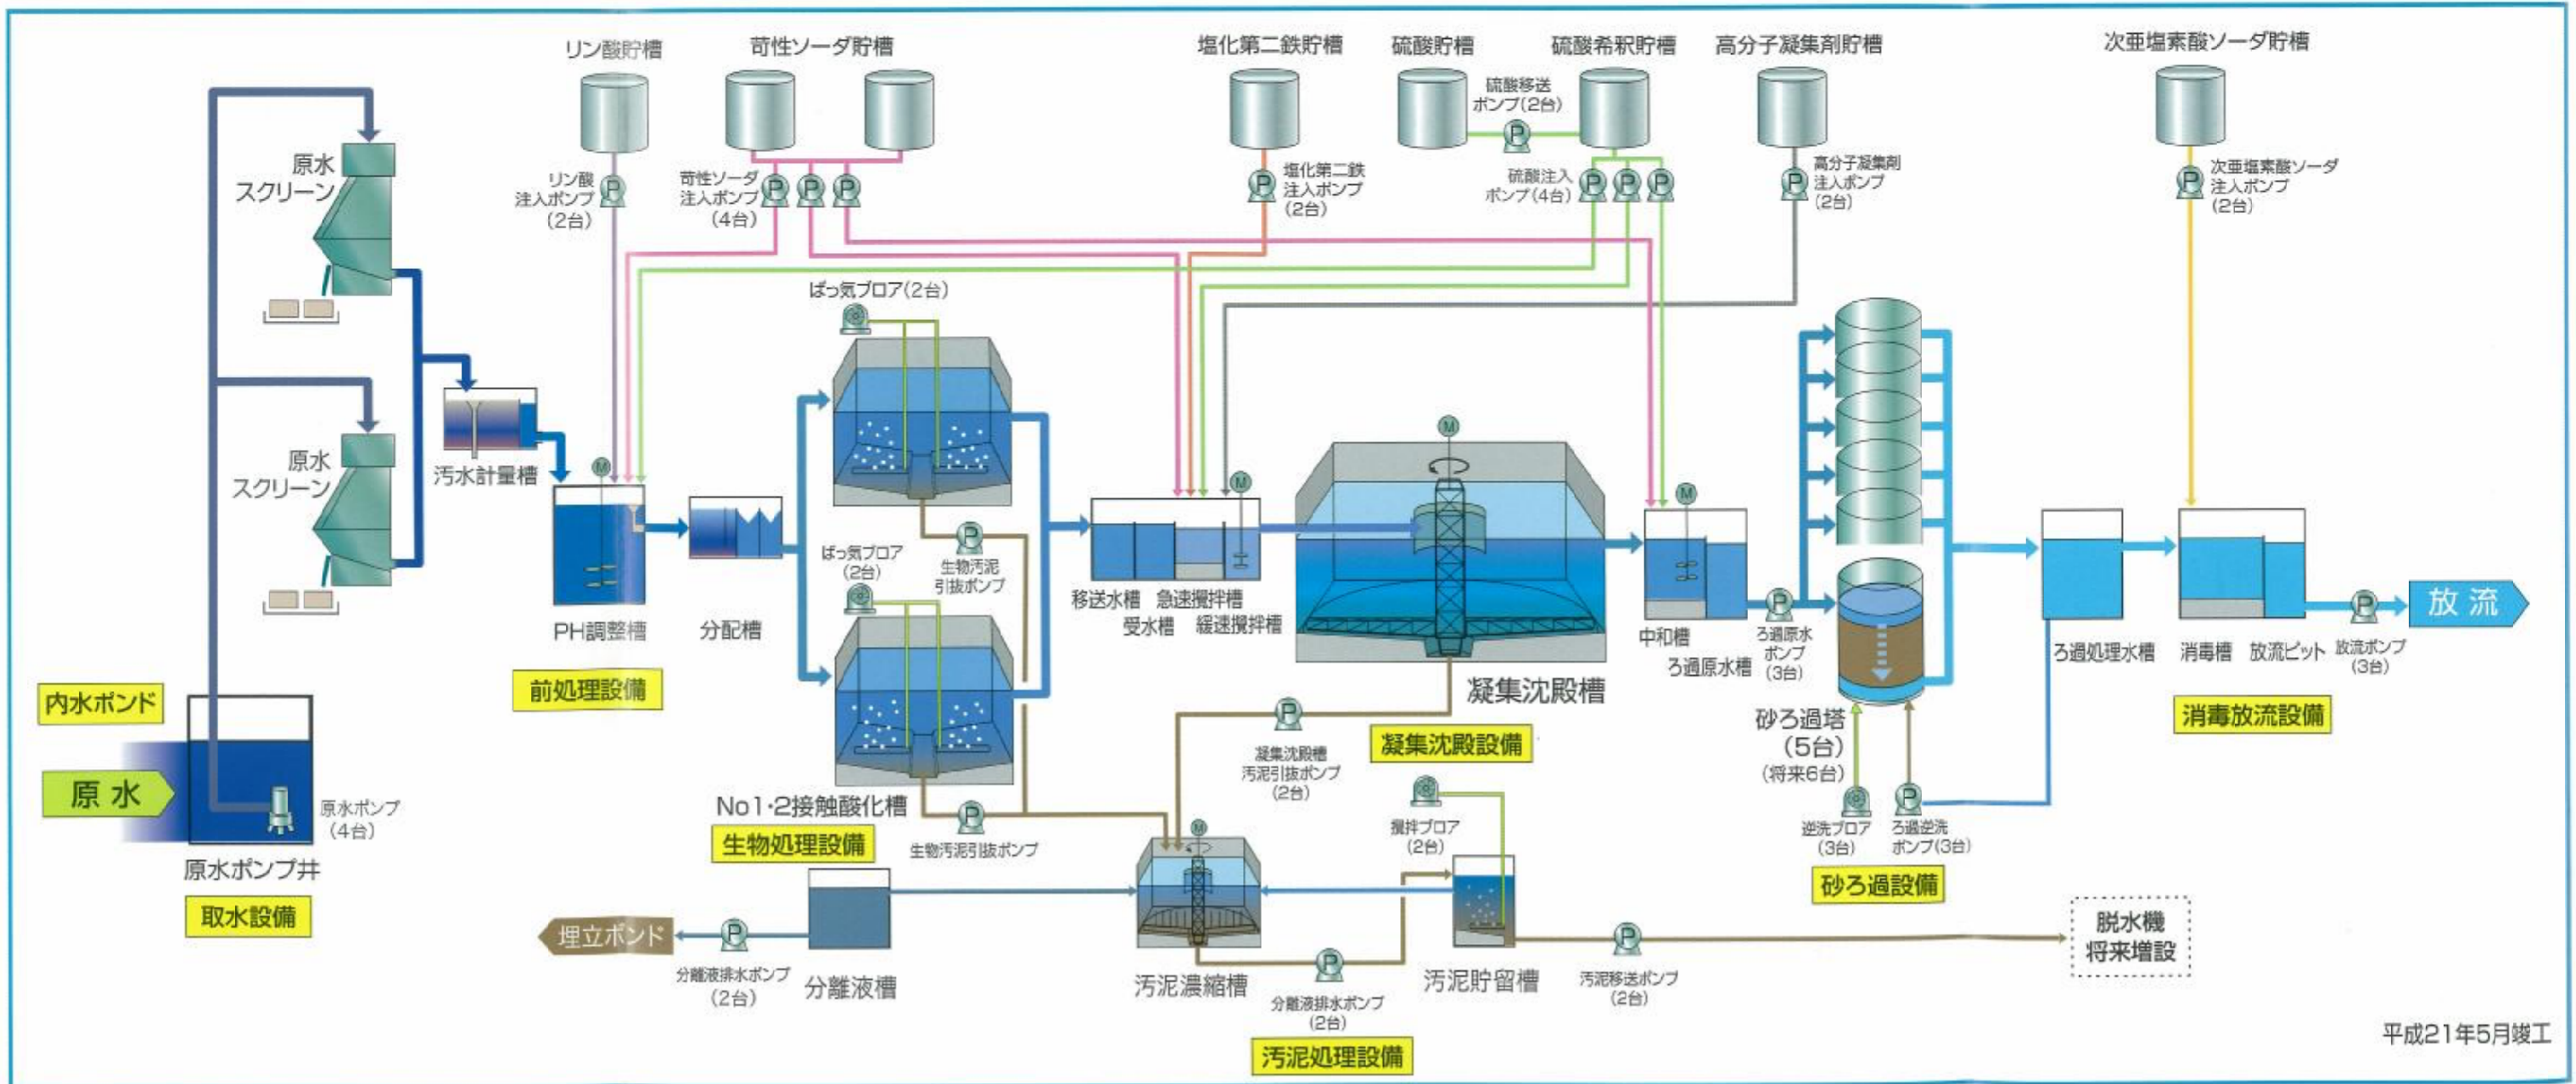 リン酸貯槽
苛性ソーダ貯槽
塩化第二鉄貯槽
硫酸貯槽
硫酸希釈貯槽
高分子凝集剤貯槽
次亜塩素酸ソーダ貯槽
硫酸移送
ポンプ(2台)
原水
スクリーン
リン酸
注入ポンプ
(2台)
苛性ソーダ
注入ポンプ
(4台)
塩化第二鉄
注入ポンプ
(2台)
硫酸注入
ポンプ(4台)
高分子凝集剤
注入ポンプ
(2台)
次亜塩素酸ソーダ
注入ポンプ
(2台)
P
P
P
P
P
P
P
P
P
P
P
ばっ気ブロア(2台)
原水
スクリーン
汚水計量槽
M
PH調整槽
分配槽
前処理設備
ばっ気ブロア
(2台)
P
生物汚泥
引抜ポンプ
M
移送水槽
急速攪拌槽
受水槽
緩速攪拌槽
M
凝集沈殿槽
M
中和槽
ろ過原水槽
P
ろ過原水
ポンプ
(3台)
ろ過処理水槽
消毒槽
放流ピット
P
放流ポンプ
(3台)
放流
消毒放流設備
内水ポンド
原水
原水ポンプ
(4台)
原水ポンプ井
取水設備
No1・2接触酸化槽
生物処理設備
P
生物汚泥引抜ポンプ
P
凝集沈殿槽
汚泥引抜ポンプ
(2台)
凝集沈殿設備
砂ろ過塔
(5台)
(将来6台)
逆洗ブロア
(3台)
P
ろ過逆洗
ポンプ(3台)
砂ろ過設備
攪拌ブロア
(2台)
M
埋立ポンド
P
分離液排水ポンプ
(2台)
分離液槽
汚泥濃縮槽
P
分離液排水ポンプ
(2台)
汚泥貯留槽
P
汚泥移送ポンプ
(2台)
脱水機
将来増設
汚泥処理設備
平成21年5月竣工